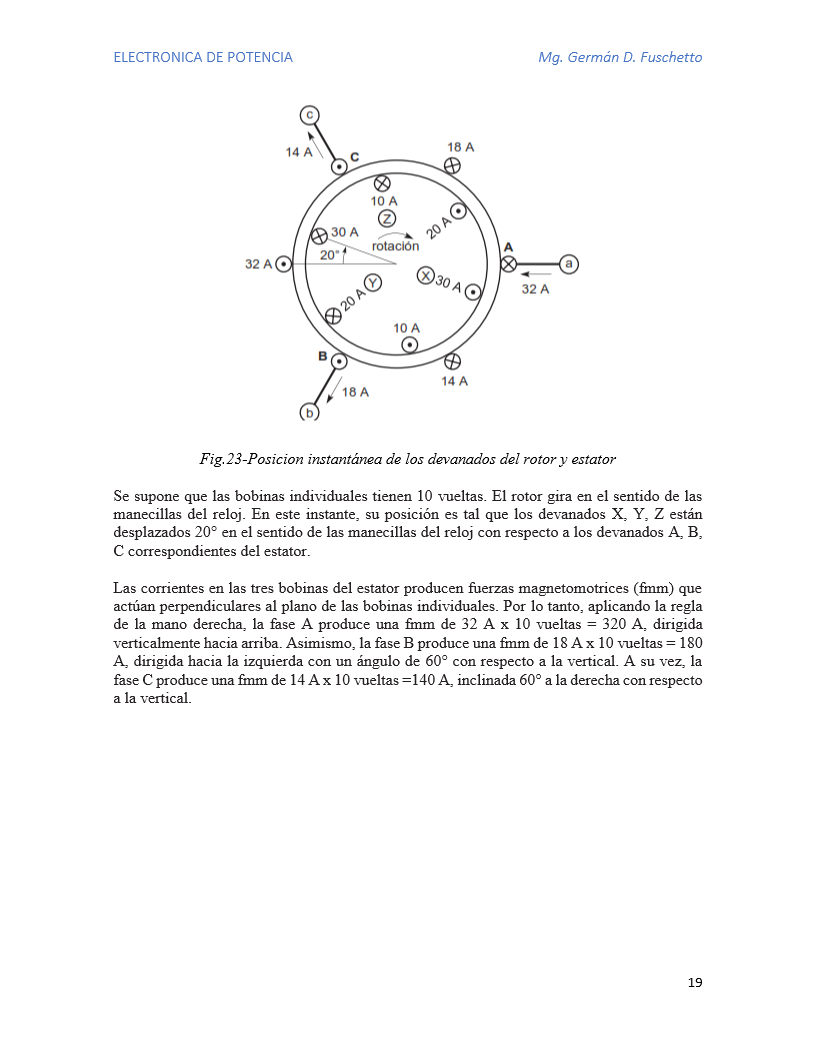 ELECTRONICA DE POTENCIA Mg. Germán D. Fuschetto
c
14 A
C
18 A
10 A
Z
20 A
30 A
rotación
20°
32 A
A
a
32 A
X
30 A
Y
20 A
10 A
B
18 A
14 A
b
Fig.23-Posicion instantánea de los devanados del rotor y estator
Se supone que las bobinas individuales tienen 10 vueltas. El rotor gira en el sentido de las
manecillas del reloj. En este instante, su posición es tal que los devanados X, Y, Z están
desplazados 20° en el sentido de las manecillas del reloj con respecto a los devanados A, B,
C correspondientes del estator.
Las corrientes en las tres bobinas del estator producen fuerzas magnetomotrices (fmm) que
actúan perpendiculares al plano de las bobinas individuales. Por lo tanto, aplicando la regla
de la mano derecha, la fase A produce una fmm de 32 A x 10 vueltas = 320 A, dirigida
verticalmente hacia arriba. Asimismo, la fase B produce una fmm de 18 A x 10 vueltas = 180
A, dirigida hacia la izquierda con un ángulo de 60° con respecto a la vertical. A su vez, la
fase C produce una fmm de 14 A x 10 vueltas =140 A, inclinada 60° a la derecha con respecto
a la vertical.
19